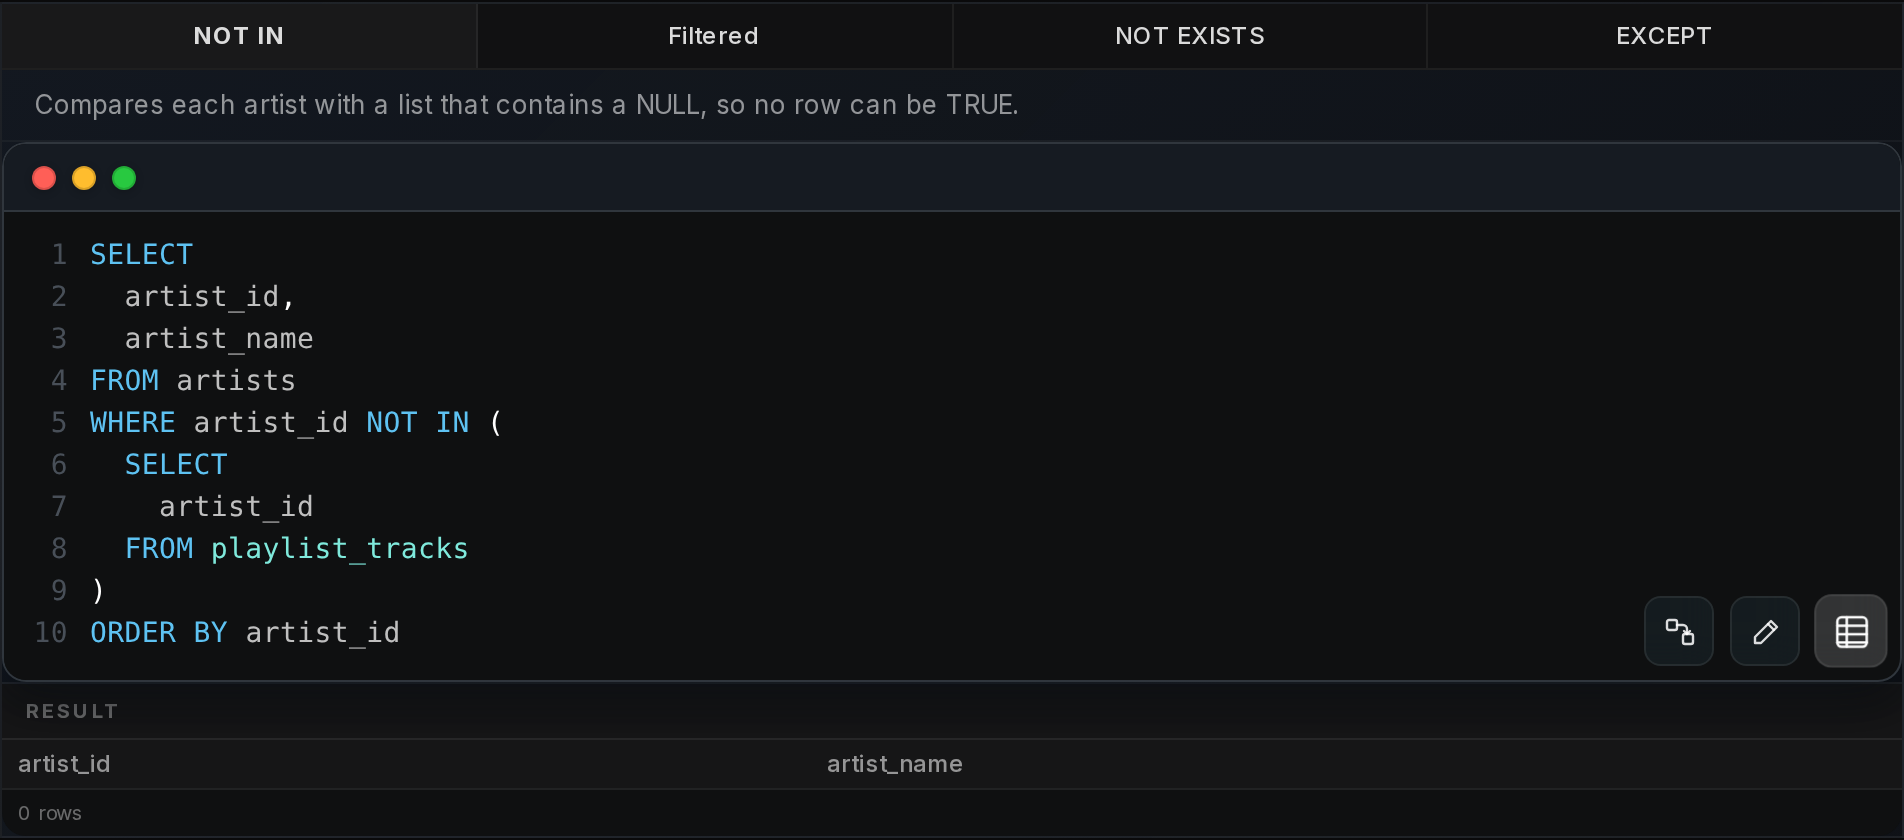 NOT IN
Filtered
NOT EXISTS
EXCEPT
Compares each artist with a list that contains a NULL, so no row can be TRUE.
1 SELECT
2   artist_id,
3   artist_name
4 FROM artists
5 WHERE artist_id NOT IN (
6   SELECT
7     artist_id
8   FROM playlist_tracks
9 )
10 ORDER BY artist_id
RESULT
artist_id artist_name
0 rows